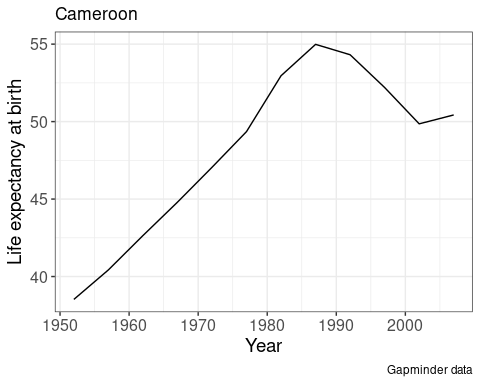 Cameroon
Life expectancy at birth
55
50
45
40
1950 1960 1970 1980 1990 2000
Year
Gapminder data